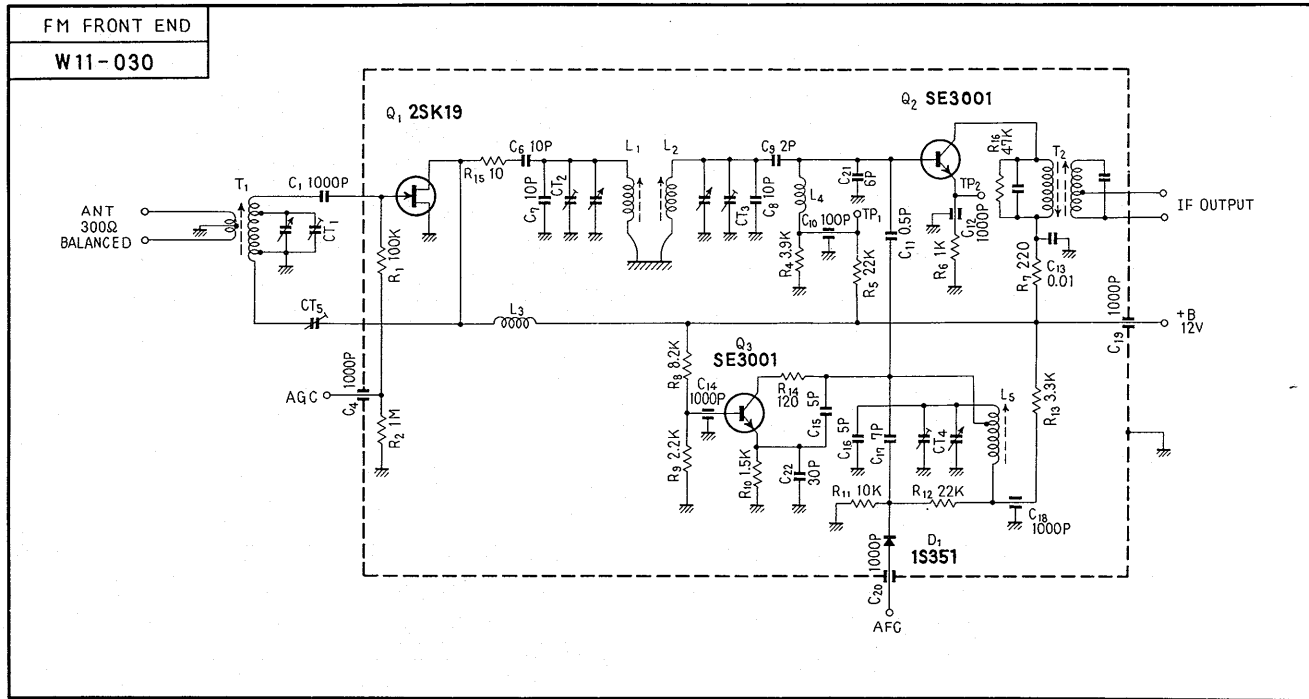 FM FRONT END
W11-030
Q1 2SK19
Q2 SE3001
R16 47K
T2
C6 10P
L1
L2
C9 2P
R15 10
C7 10P
CT2
CT3
C8 10P
L4
C21 6P
TP2
C12 1000P
IF OUTPUT
T1
C1 1000P
ANT
300Ω
BALANCED
CT1
R1 100K
C10 100P
TP1
R4 3.9K
R5 22K
C11 0.5P
R6 1K
R7 220
C13
0.01
CT5
L3
1000P
C19
+B
12V
Q3
SE3001
R8 8.2K
C14
1000P
R14
120
C15 5P
L5
R13 3.3K
AGC
1000P
C4
R2 1M
R9 2.2K
R10 1.5K
C22
30P
C16 5P
C17 7P
CT4
R11 10K
R12 22K
C18
1000P
D1
1S351
1000P
C20
AFC